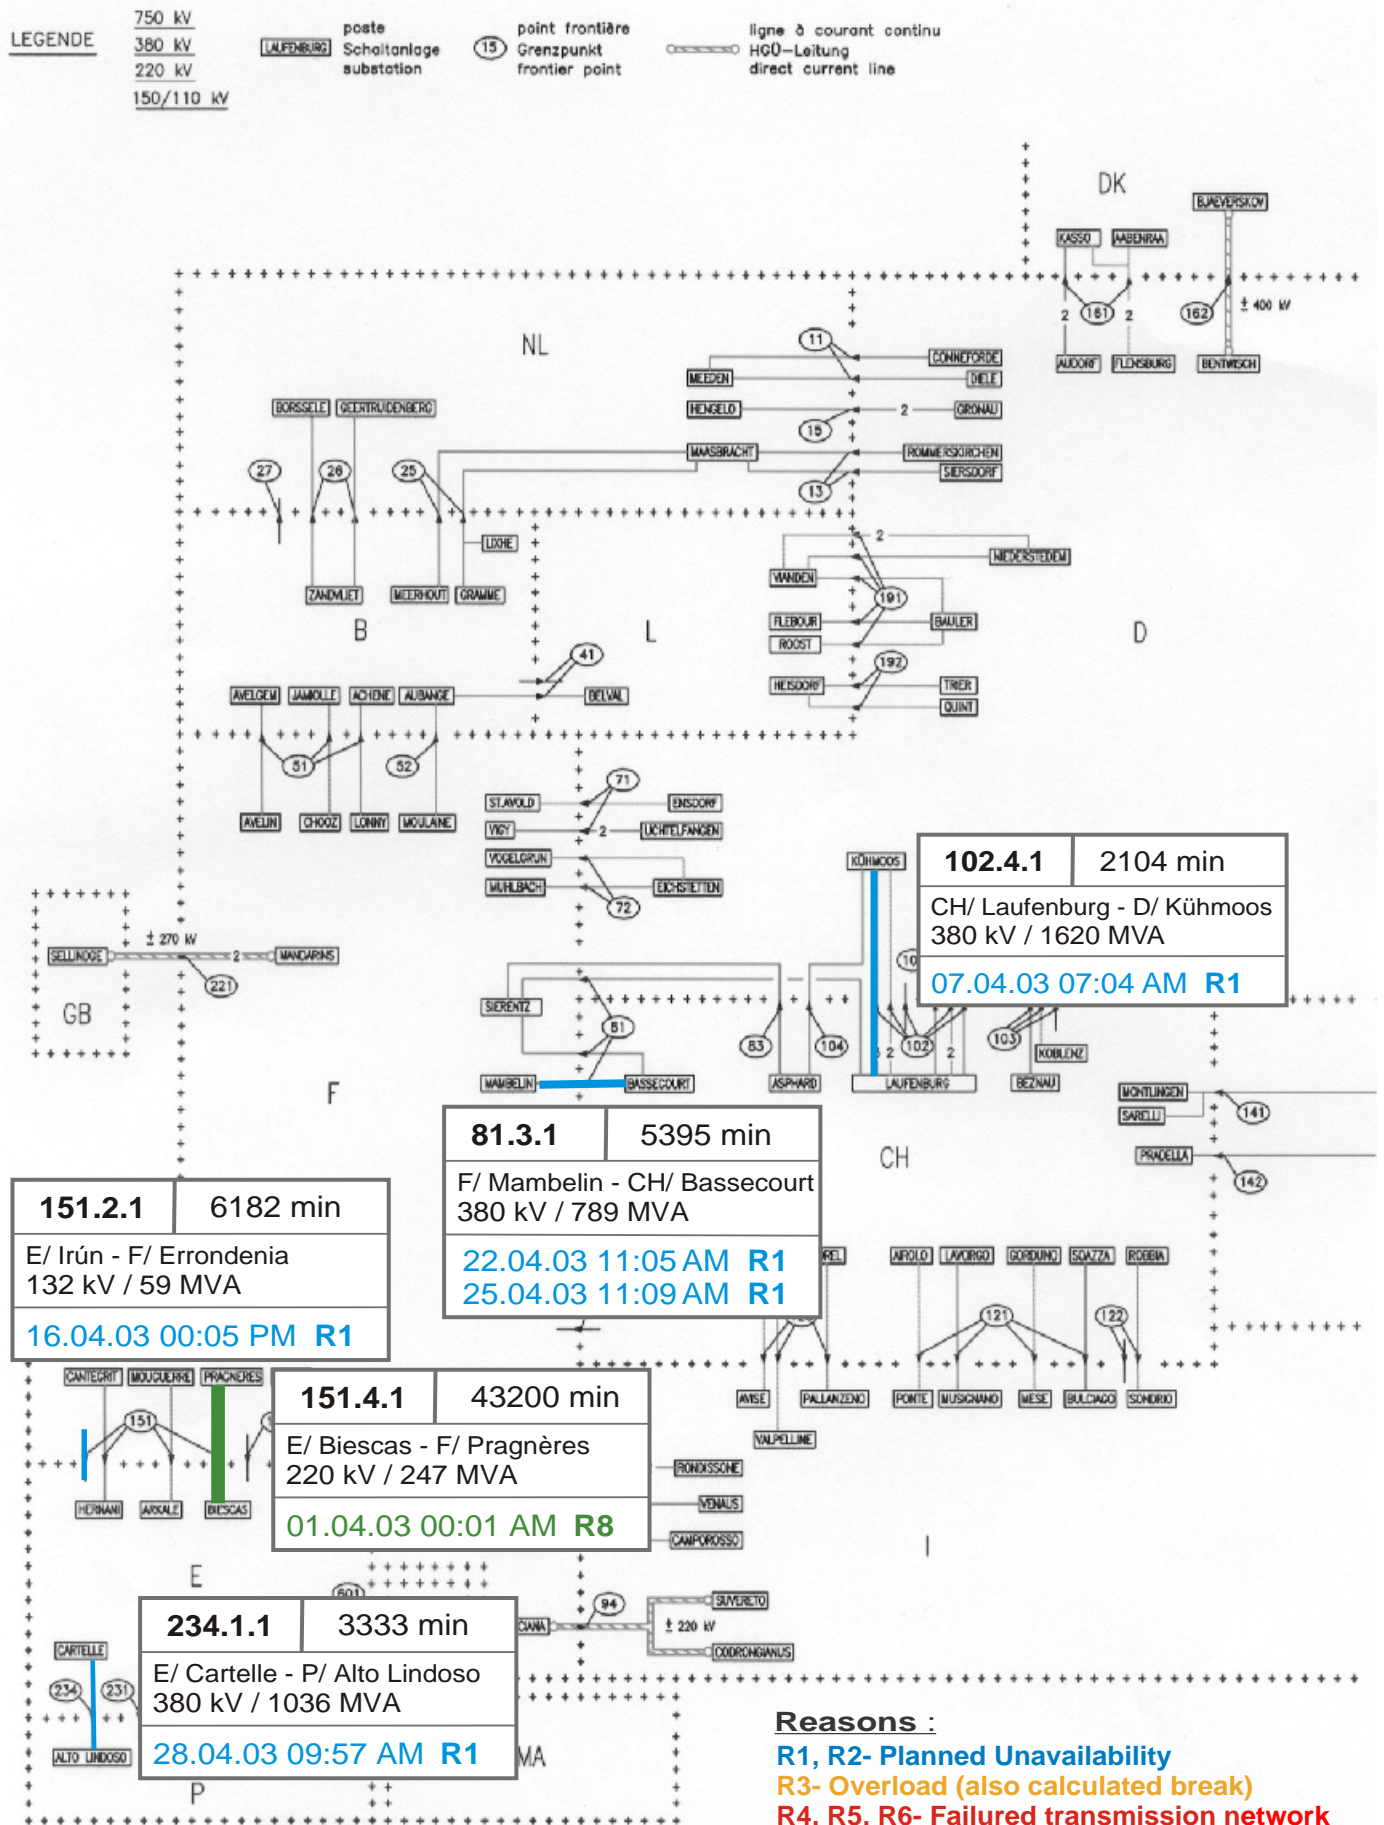 LEGENDE
750 kV
380 kV
220 kV
150/110 kV
LAUFENBURG
poste
Schaltanlage
substation
15
point frontière
Grenzpunkt
frontier point
ligne à courant continu
HGÜ-Leitung
direct current line
DK
BJAEVERSKOV
KASSO
AABENRAA
2
161
2
162
± 400 kV
AUDORF
FLENSBURG
BENTWISCH
NL
11
CONNEFORDE
MEEDEN
DIELE
BORSSELE
GEERTRUIDENBERG
HENGELO
2
GRONAU
15
MAASBRACHT
ROMMERSKIRCHEN
27
26
25
SIERSDORF
13
LIXHE
2
NIEDERSTEDEM
VIANDEN
ZANDVLIET
MEERHOUT
GRAMME
191
B
L
FLEBOUR
BAULER
D
ROOST
41
192
AVELGEM
JAMIOLLE
ACHENE
AUBANGE
BELVAL
HEISDORF
TRIER
QUINT
51
52
71
ST.AVOLD
ENSDORF
AVELIN
CHOOZ
LONNY
MOULAINE
VIGY
2
UCHTELFANGEN
VOGELGRUN
KÜHMOOS
MUHLBACH
EICHSTETTEN
72
102.4.1
2104 min
CH/ Laufenburg - D/ Kühmoos
380 kV / 1620 MVA
07.04.03 07:04 AM R1
± 270 kV
SELLINDGE
2
MANDARINS
221
GB
SIERENTZ
81
83
104
2
102
2
103
KOBLENZ
MAMBELIN
BASSECOURT
ASPHARD
LAUFENBURG
BEZNAU
F
MONTLINGEN
141
SARELLI
CH
PRADELLA
142
81.3.1
5395 min
F/ Mambelin - CH/ Bassecourt
380 kV / 789 MVA
22.04.03 11:05 AM R1
25.04.03 11:09 AM R1
151.2.1
6182 min
E/ Irún - F/ Errondenia
132 kV / 59 MVA
16.04.03 00:05 PM R1
REL
AIROLO
LAVORGO
GORDUNO
SOAZZA
ROBBIA
121
122
CANTEGRIT
MOUGUERRE
PRAGNERES
AVISE
PALLANZENO
PONTE
MUSIGNANO
MESE
BULCIAGO
SONDRIO
151
VALPELLINE
151.4.1
43200 min
E/ Biescas - F/ Pragnères
220 kV / 247 MVA
01.04.03 00:01 AM R8
RONDISSONE
HERNANI
ARKALE
BIESCAS
VENAUS
CAMPOROSSO
I
E
601
94
SUVERETO
CIANA
± 220 kV
CODRONGIANUS
234.1.1
3333 min
E/ Cartelle - P/ Alto Lindoso
380 kV / 1036 MVA
28.04.03 09:57 AM R1
CARTELLE
234
231
ALTO LINDOSO
P
MA
Reasons :
R1, R2- Planned Unavailability
R3- Overload (also calculated break)
R4, R5, R6- Failured transmission network